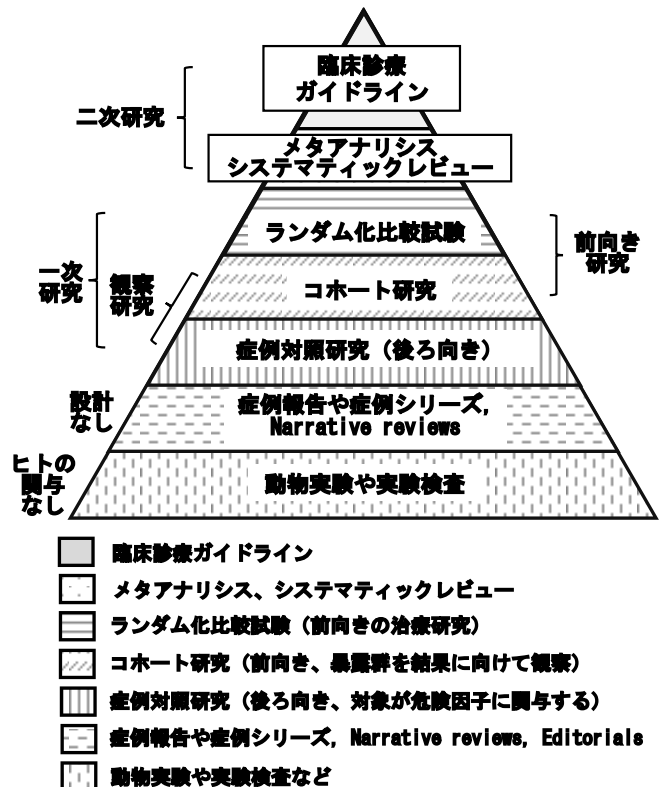 臨床診療
ガイドライン
二次研究
メタアナリシス
システマティックレビュー
ランダム化比較試験
前向き
研究
一次
研究
観察
研究
コホート研究
症例対照研究（後ろ向き）
設計
なし
症例報告や症例シリーズ,
Narrative reviews
ヒトの
関与
なし
動物実験や実験検査
臨床診療ガイドライン
メタアナリシス、システマティックレビュー
ランダム化比較試験（前向きの治療研究）
コホート研究（前向き、暴露群を結果に向けて観察）
症例対照研究（後ろ向き、対象が危険因子に関与する）
症例報告や症例シリーズ, Narrative reviews, Editorials
動物実験や実験検査など